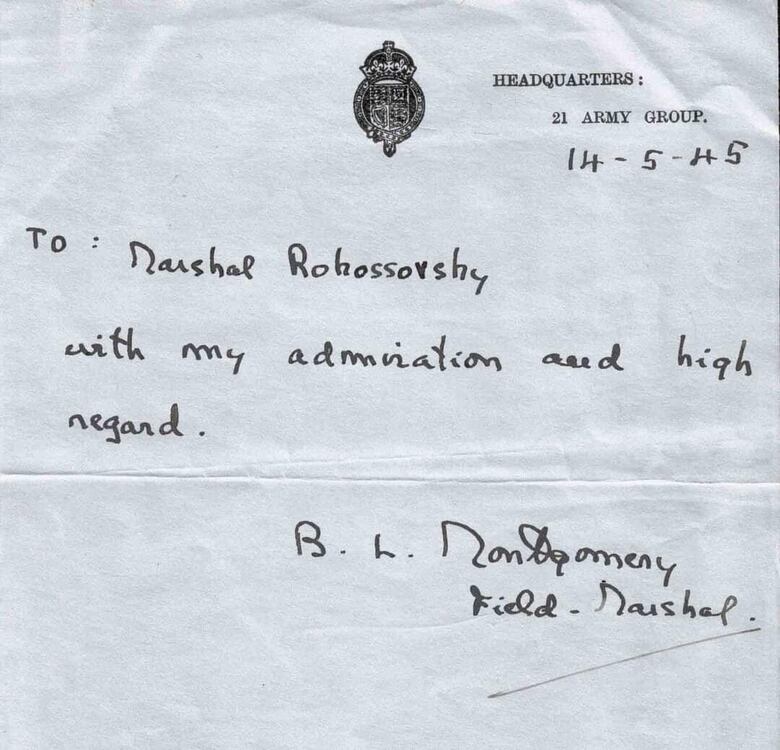 HEADQUARTERS:
21 ARMY GROUP.
14-5-45
To: Marshal Rokossovsky
with my admiration and high
regard.
B. L. Montgomery
Field-Marshal.